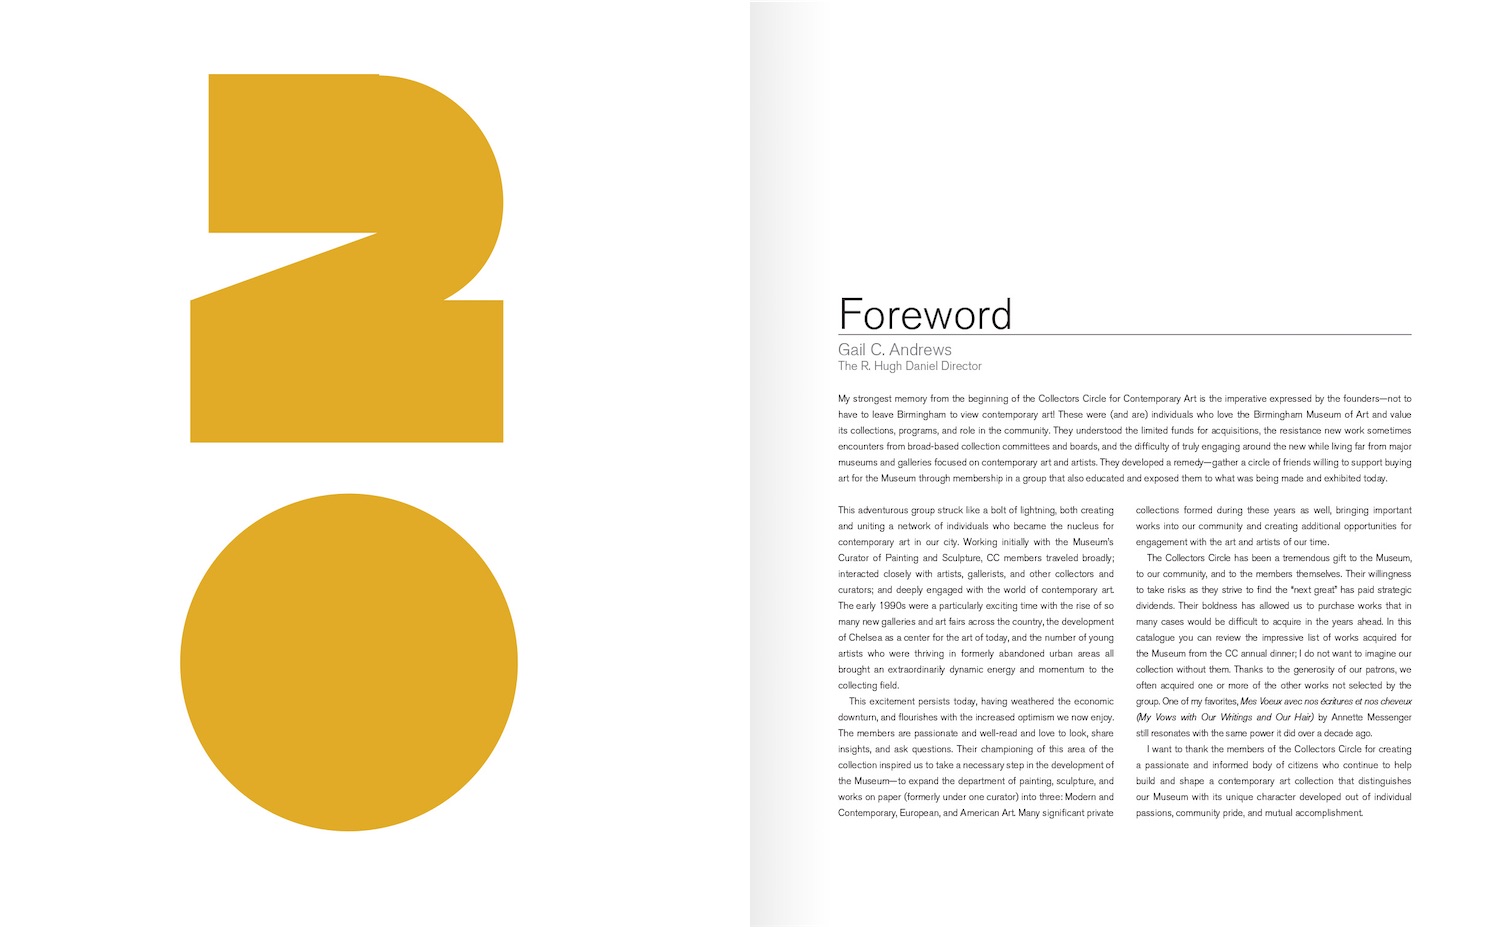 2
0
Foreword
Gail C. Andrews
The R. Hugh Daniel Director
My strongest memory from the beginning of the Collectors Circle for Contemporary Art is the imperative expressed by the founders—not to
have to leave Birmingham to view contemporary art! These were (and are) individuals who love the Birmingham Museum of Art and value
its collections, programs, and role in the community. They understood the limited funds for acquisitions, the resistance new work sometimes
encounters from broad-based collection committees and boards, and the difficulty of truly engaging around the new while living far from major
museums and galleries focused on contemporary art and artists. They developed a remedy—gather a circle of friends willing to support buying
art for the Museum through membership in a group that also educated and exposed them to what was being made and exhibited today.
This adventurous group struck like a bolt of lightning, both creating
and uniting a network of individuals who became the nucleus for
contemporary art in our city. Working initially with the Museum's
Curator of Painting and Sculpture, CC members traveled broadly;
interacted closely with artists, gallerists, and other collectors and
curators; and deeply engaged with the world of contemporary art.
The early 1990s were a particularly exciting time with the rise of so
many new galleries and art fairs across the country, the development
of Chelsea as a center for the art of today, and the number of young
artists who were thriving in formerly abandoned urban areas all
brought an extraordinarily dynamic energy and momentum to the
collecting field.
This excitement persists today, having weathered the economic
downturn, and flourishes with the increased optimism we now enjoy.
The members are passionate and well-read and love to look, share
insights, and ask questions. Their championing of this area of the
collection inspired us to take a necessary step in the development of
the Museum—to expand the department of painting, sculpture, and
works on paper (formerly under one curator) into three: Modern and
Contemporary, European, and American Art. Many significant private
collections formed during these years as well, bringing important
works into our community and creating additional opportunities for
engagement with the art and artists of our time.
The Collectors Circle has been a tremendous gift to the Museum,
to our community, and to the members themselves. Their willingness
to take risks as they strive to find the “next great” has paid strategic
dividends. Their boldness has allowed us to purchase works that in
many cases would be difficult to acquire in the years ahead. In this
catalogue you can review the impressive list of works acquired for
the Museum from the CC annual dinner; I do not want to imagine our
collection without them. Thanks to the generosity of our patrons, we
often acquired one or more of the other works not selected by the
group. One of my favorites, Mes Voeux avec nos écritures et nos cheveux
(My Vows with Our Writings and Our Hair) by Annette Messenger
still resonates with the same power it did over a decade ago.
I want to thank the members of the Collectors Circle for creating
a passionate and informed body of citizens who continue to help
build and shape a contemporary art collection that distinguishes
our Museum with its unique character developed out of individual
passions, community pride, and mutual accomplishment.